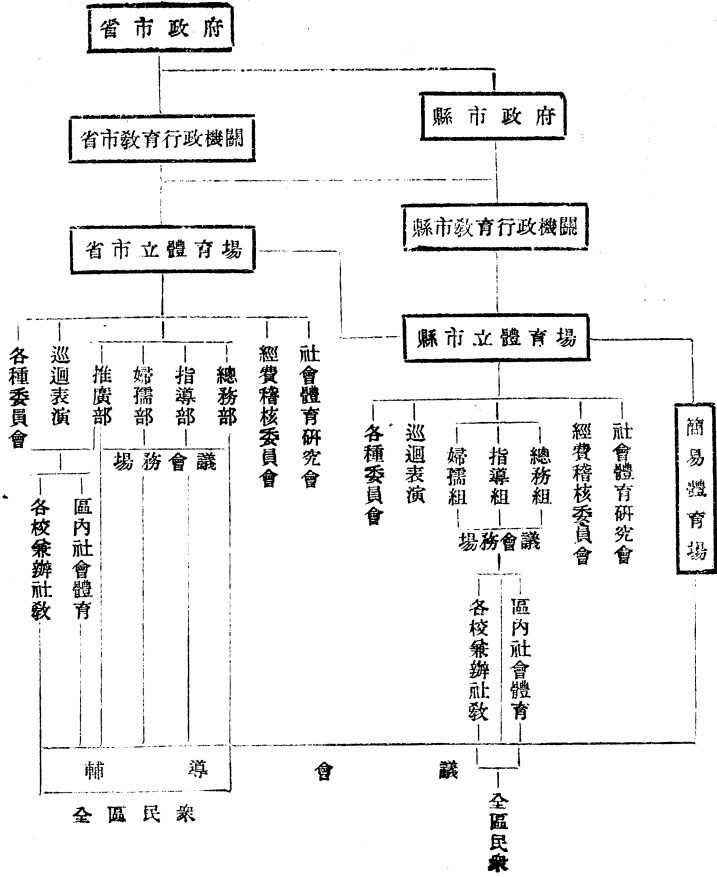 省市政府
縣市政府
省市敎育行政機關
縣市敎育行政機關
省市立體育場
縣市立體育場
各種委員會
巡迴表演
推廣部
婦孺部
指導部
總務部
經費稽核委員會
社會體育硏究會
場務會議
各校兼辦社敎
區內社會體育
各種委員會
巡迴表演
婦孺組
指導組
總務組
經費稽核委員會
社會體育硏究會
簡易體育場
場務會議
各校兼辦社敎
區內社會體育
輔導會議
全區民衆
全區民衆